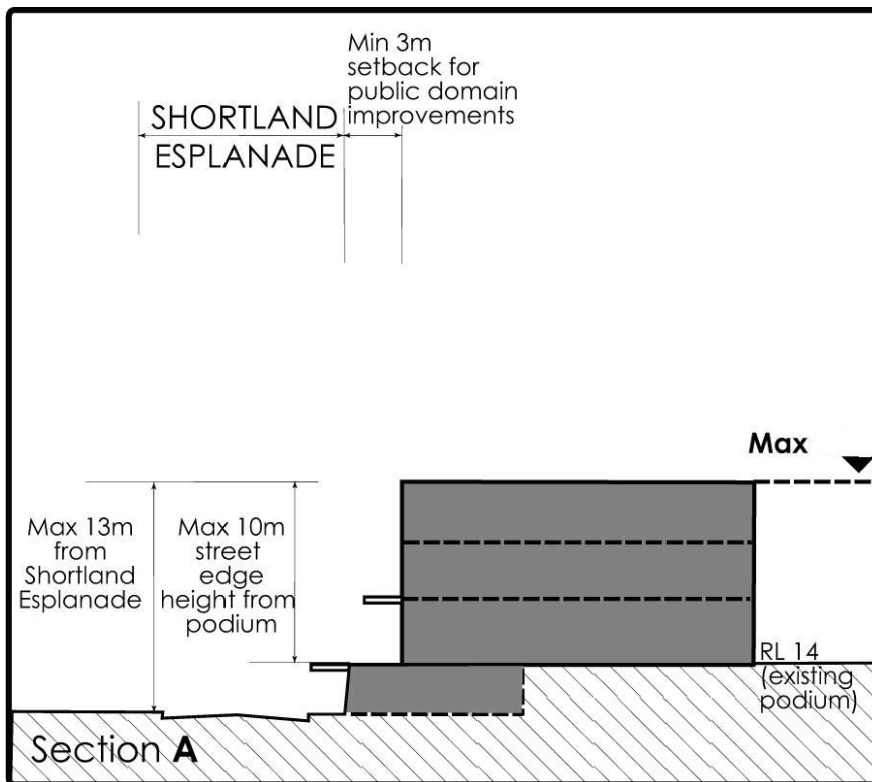 Min 3m
setback for
public domain
improvements
SHORTLAND
ESPLANADE
Max
Max 13m
from
Shortland
Esplanade
Max 10m
street
edge
height from
podium
RL 14
(existing
podium)
Section A